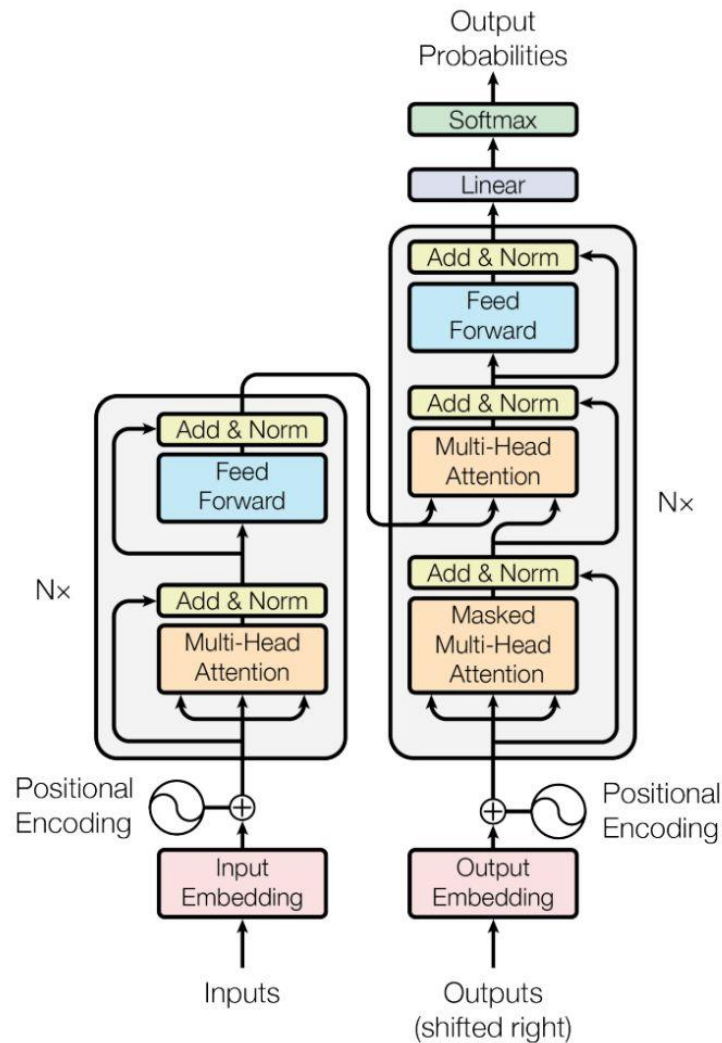 Output
Probabilities
Softmax
Linear
Add & Norm
Feed
Forward
Add & Norm
Multi-Head
Attention
Nx
Add & Norm
Masked
Multi-Head
Attention
Add & Norm
Feed
Forward
Nx
Add & Norm
Multi-Head
Attention
Positional
Encoding
Positional
Encoding
Input
Embedding
Output
Embedding
Inputs
Outputs
(shifted right)